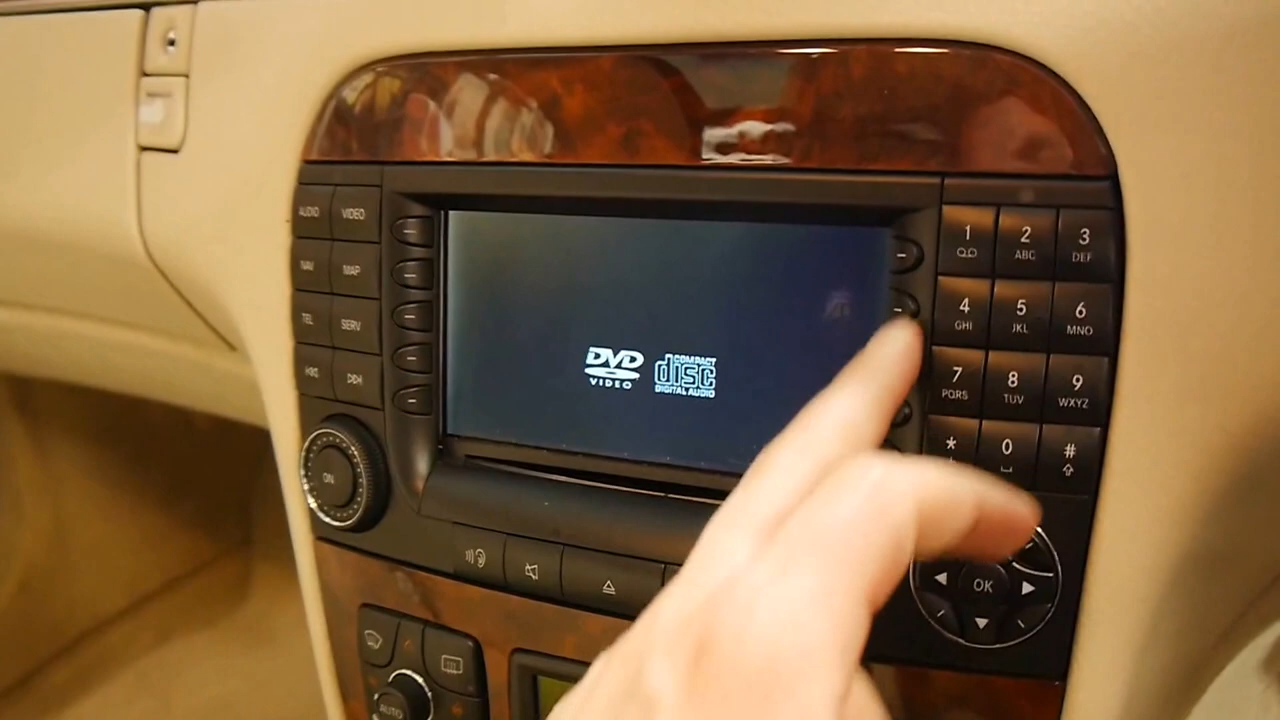 AUDIO VIDEO
NAV MAP
TEL SERV
ON
DVD
VIDEO
COMPACT
disc
DIGITAL AUDIO
1 2 ABC 3 DEF
4 GHI 5 JKL 6 MNO
7 PQRS 8 TUV 9 WXYZ
* 0 #
OK
AUTO